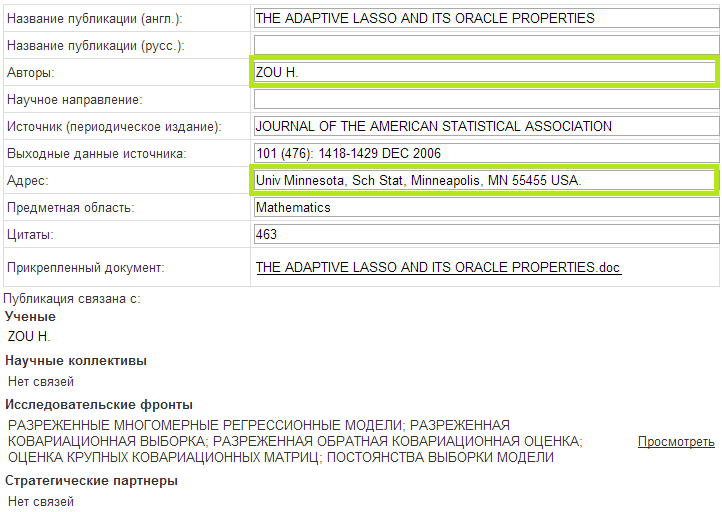 Название публикации (англ.): THE ADAPTIVE LASSO AND ITS ORACLE PROPERTIES
Название публикации (русс.):
Авторы: ZOU H.
Научное направление:
Источник (периодическое издание): JOURNAL OF THE AMERICAN STATISTICAL ASSOCIATION
Выходные данные источника: 101 (476): 1418-1429 DEC 2006
Адрес: Univ Minnesota, Sch Stat, Minneapolis, MN 55455 USA.
Предметная область: Mathematics
Цитаты: 463
Прикрепленный документ: THE ADAPTIVE LASSO AND ITS ORACLE PROPERTIES.doc
Публикация связана с:
Ученые
ZOU H.
Научные коллективы
Нет связей
Исследовательские фронты
РАЗРЕЖЕННЫЕ МНОГОМЕРНЫЕ РЕГРЕССИОННЫЕ МОДЕЛИ; РАЗРЕЖЕННАЯ
КОВАРИАЦИОННАЯ ВЫБОРКА; РАЗРЕЖЕННАЯ ОБРАТНАЯ КОВАРИАЦИОННАЯ ОЦЕНКА; Просмотреть
ОЦЕНКА КРУПНЫХ КОВАРИАЦИОННЫХ МАТРИЦ; ПОСТОЯНСТВА ВЫБОРКИ МОДЕЛИ
Стратегические партнеры
Нет связей